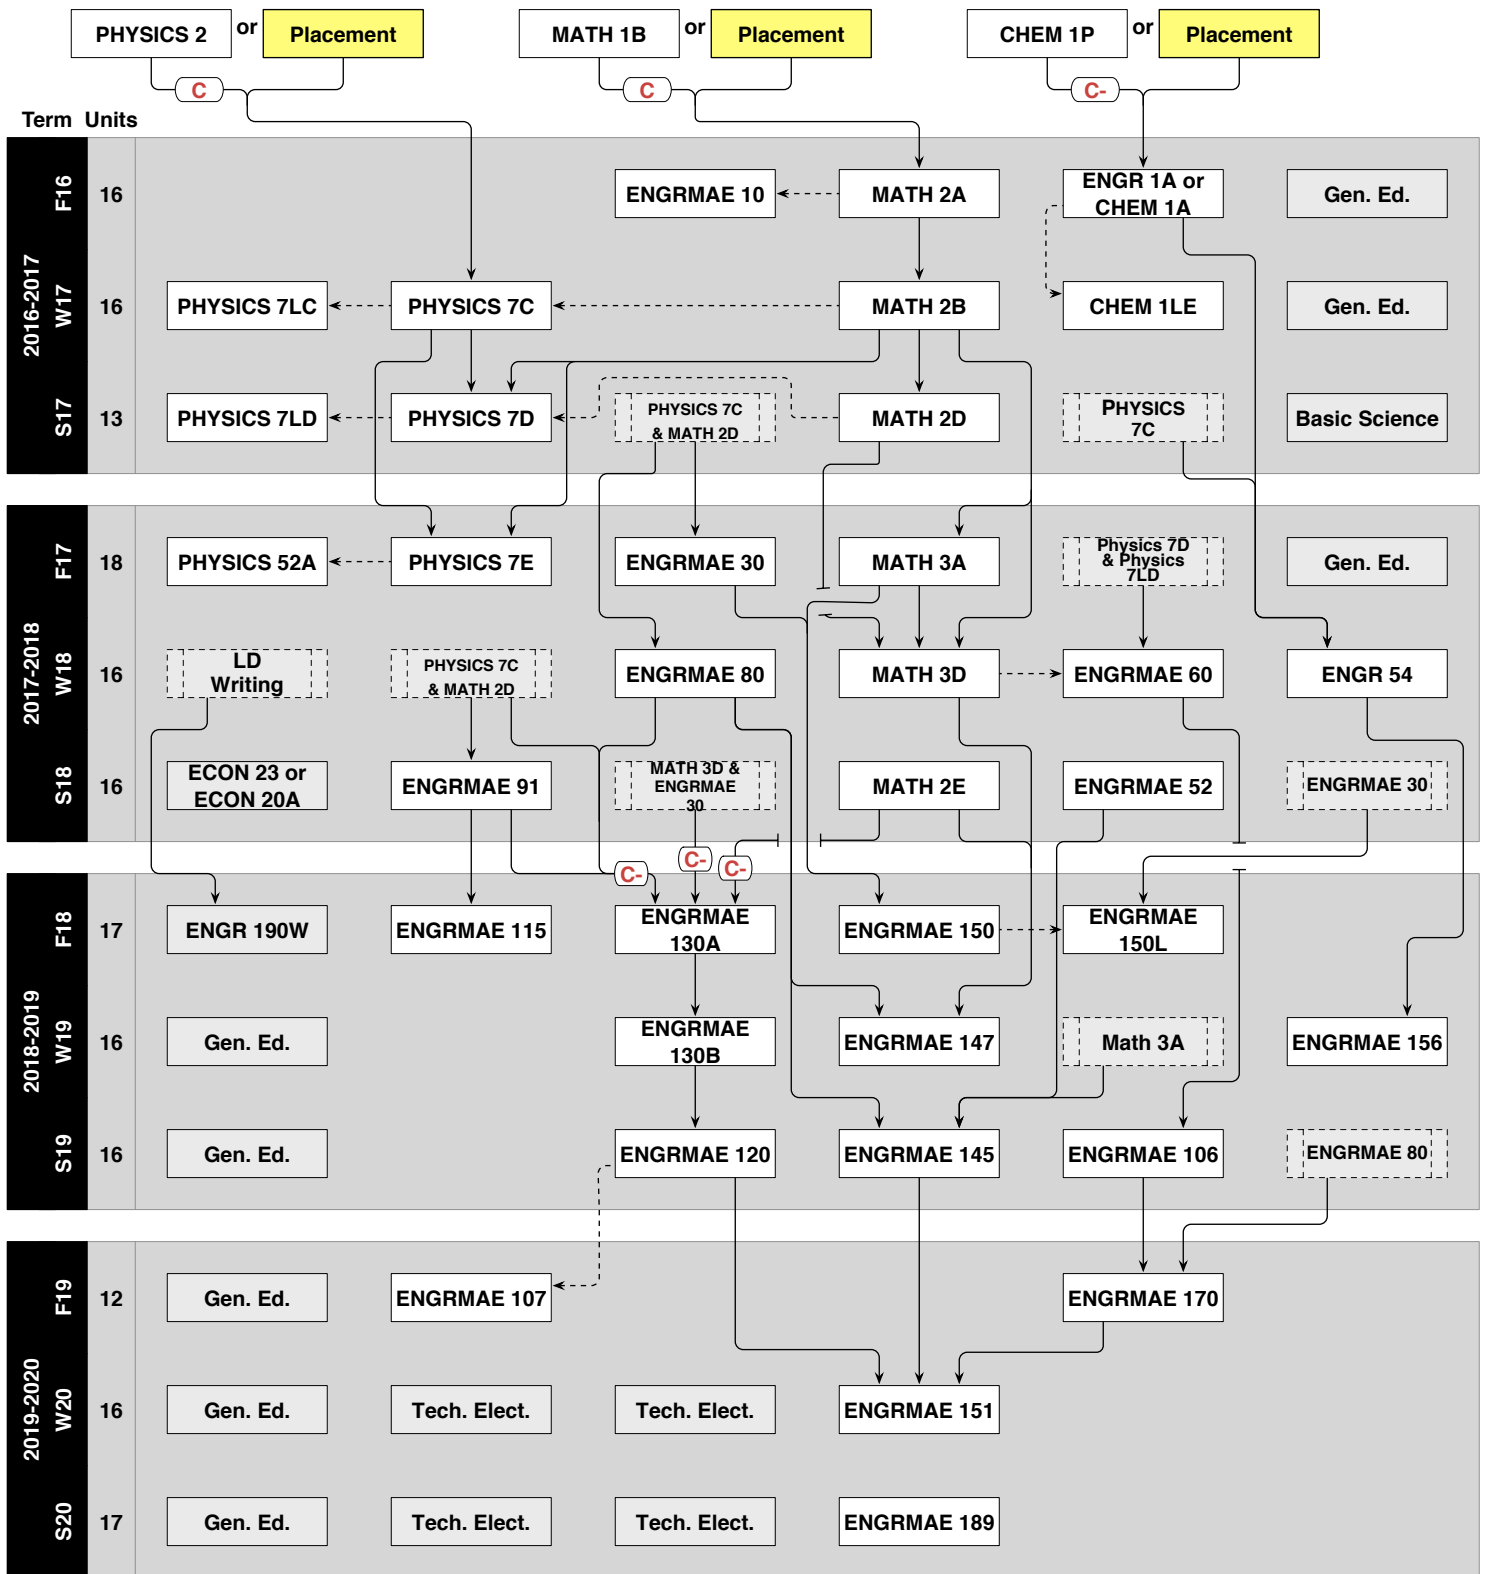 PHYSICS 2 or Placement MATH 1B or Placement CHEM 1P or Placement
C C C-
Term Units
2016-2017
F16 16 ENGRMAE 10 MATH 2A ENGR 1A or CHEM 1A Gen. Ed.
W17 16 PHYSICS 7LC PHYSICS 7C MATH 2B CHEM 1LE Gen. Ed.
S17 13 PHYSICS 7LD PHYSICS 7D PHYSICS 7C & MATH 2D MATH 2D PHYSICS 7C Basic Science
2017-2018
F17 18 PHYSICS 52A PHYSICS 7E ENGRMAE 30 MATH 3A Physics 7D & Physics 7LD Gen. Ed.
W18 16 LD Writing PHYSICS 7C & MATH 2D ENGRMAE 80 MATH 3D ENGRMAE 60 ENGR 54
S18 16 ECON 23 or ECON 20A ENGRMAE 91 MATH 3D & ENGRMAE 30 MATH 2E ENGRMAE 52 ENGRMAE 30
C- C- C-
2018-2019
F18 17 ENGR 190W ENGRMAE 115 ENGRMAE 130A ENGRMAE 150 ENGRMAE 150L
W19 16 Gen. Ed. ENGRMAE 130B ENGRMAE 147 Math 3A ENGRMAE 156
S19 16 Gen. Ed. ENGRMAE 120 ENGRMAE 145 ENGRMAE 106 ENGRMAE 80
2019-2020
F19 12 Gen. Ed. ENGRMAE 107 ENGRMAE 170
W20 16 Gen. Ed. Tech. Elect. Tech. Elect. ENGRMAE 151
S20 17 Gen. Ed. Tech. Elect. Tech. Elect. ENGRMAE 189